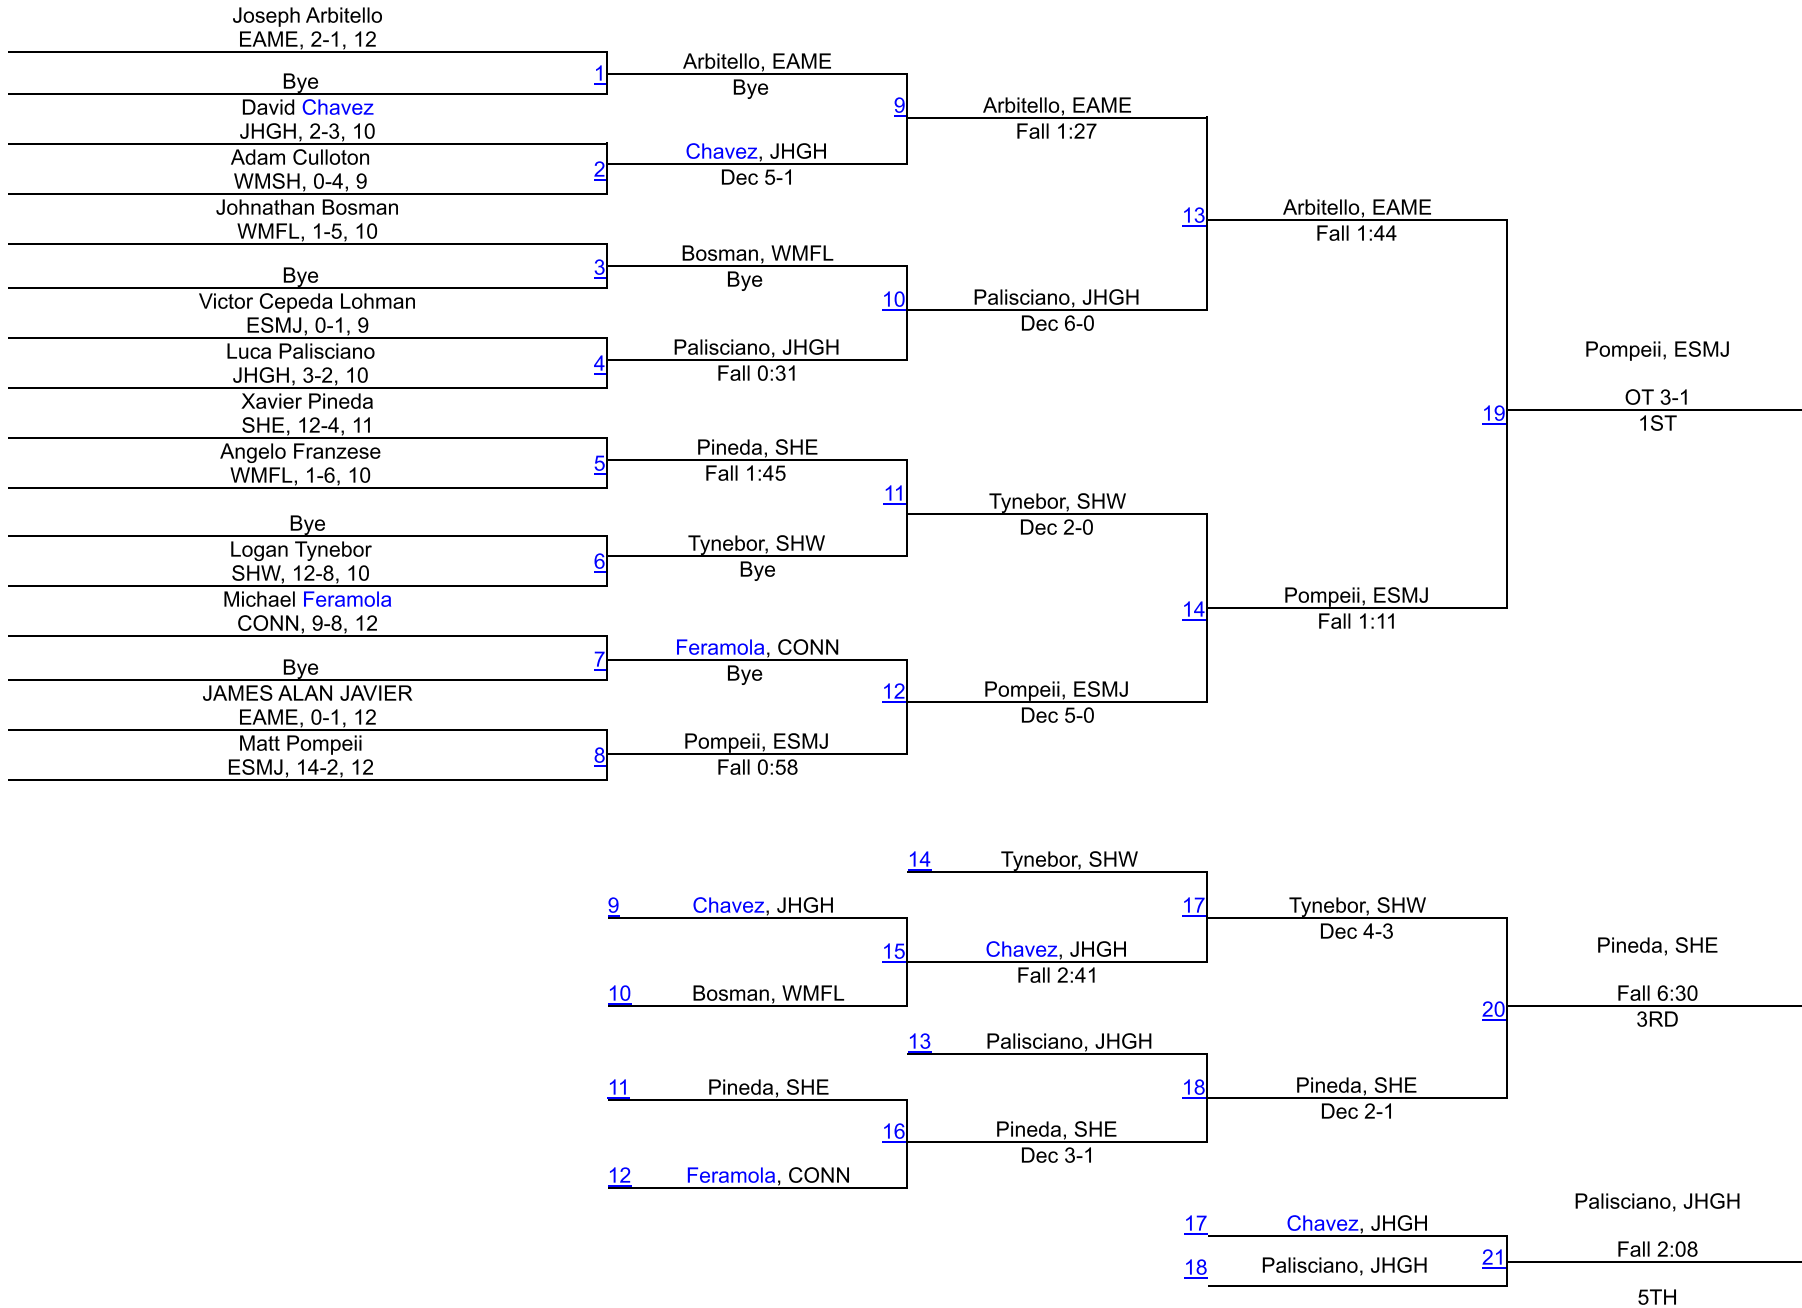 Joseph Arbitello
EAME, 2-1, 12
Bye
1
David Chavez
JHGH, 2-3, 10
Adam Culloton
WMSH, 0-4, 9
2
Johnathan Bosman
WMFL, 1-5, 10
Bye
3
Victor Cepeda Lohman
ESMJ, 0-1, 9
Luca Palisciano
JHGH, 3-2, 10
4
Xavier Pineda
SHE, 12-4, 11
Angelo Franzese
WMFL, 1-6, 10
5
Bye
Logan Tynebor
SHW, 12-8, 10
6
Michael Feramola
CONN, 9-8, 12
Bye
7
JAMES ALAN JAVIER
EAME, 0-1, 12
Matt Pompeii
ESMJ, 14-2, 12
8
Arbitello, EAME
Bye
9
Chavez, JHGH
Dec 5-1
Bosman, WMFL
Bye
10
Palisciano, JHGH
Fall 0:31
Pineda, SHE
Fall 1:45
11
Tynebor, SHW
Bye
Feramola, CONN
Bye
12
Pompeii, ESMJ
Fall 0:58
Arbitello, EAME
Fall 1:27
13
Palisciano, JHGH
Dec 6-0
Tynebor, SHW
Dec 2-0
14
Pompeii, ESMJ
Dec 5-0
Arbitello, EAME
Fall 1:44
19
Pompeii, ESMJ
Fall 1:11
Pompeii, ESMJ
OT 3-1
1ST
9
Chavez, JHGH
15
10
Bosman, WMFL
11
Pineda, SHE
16
12
Feramola, CONN
14
Tynebor, SHW
17
Chavez, JHGH
Fall 2:41
13
Palisciano, JHGH
18
Pineda, SHE
Dec 3-1
Tynebor, SHW
Dec 4-3
20
Pineda, SHE
Dec 2-1
Pineda, SHE
Fall 6:30
3RD
17
Chavez, JHGH
18
Palisciano, JHGH
21
Palisciano, JHGH
Fall 2:08
5TH